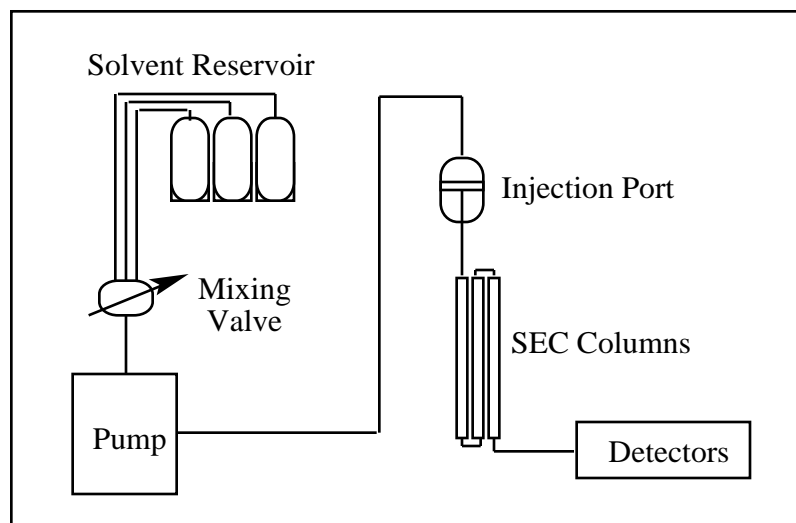 Solvent Reservoir
Injection Port
Mixing
Valve
SEC Columns
Pump
Detectors